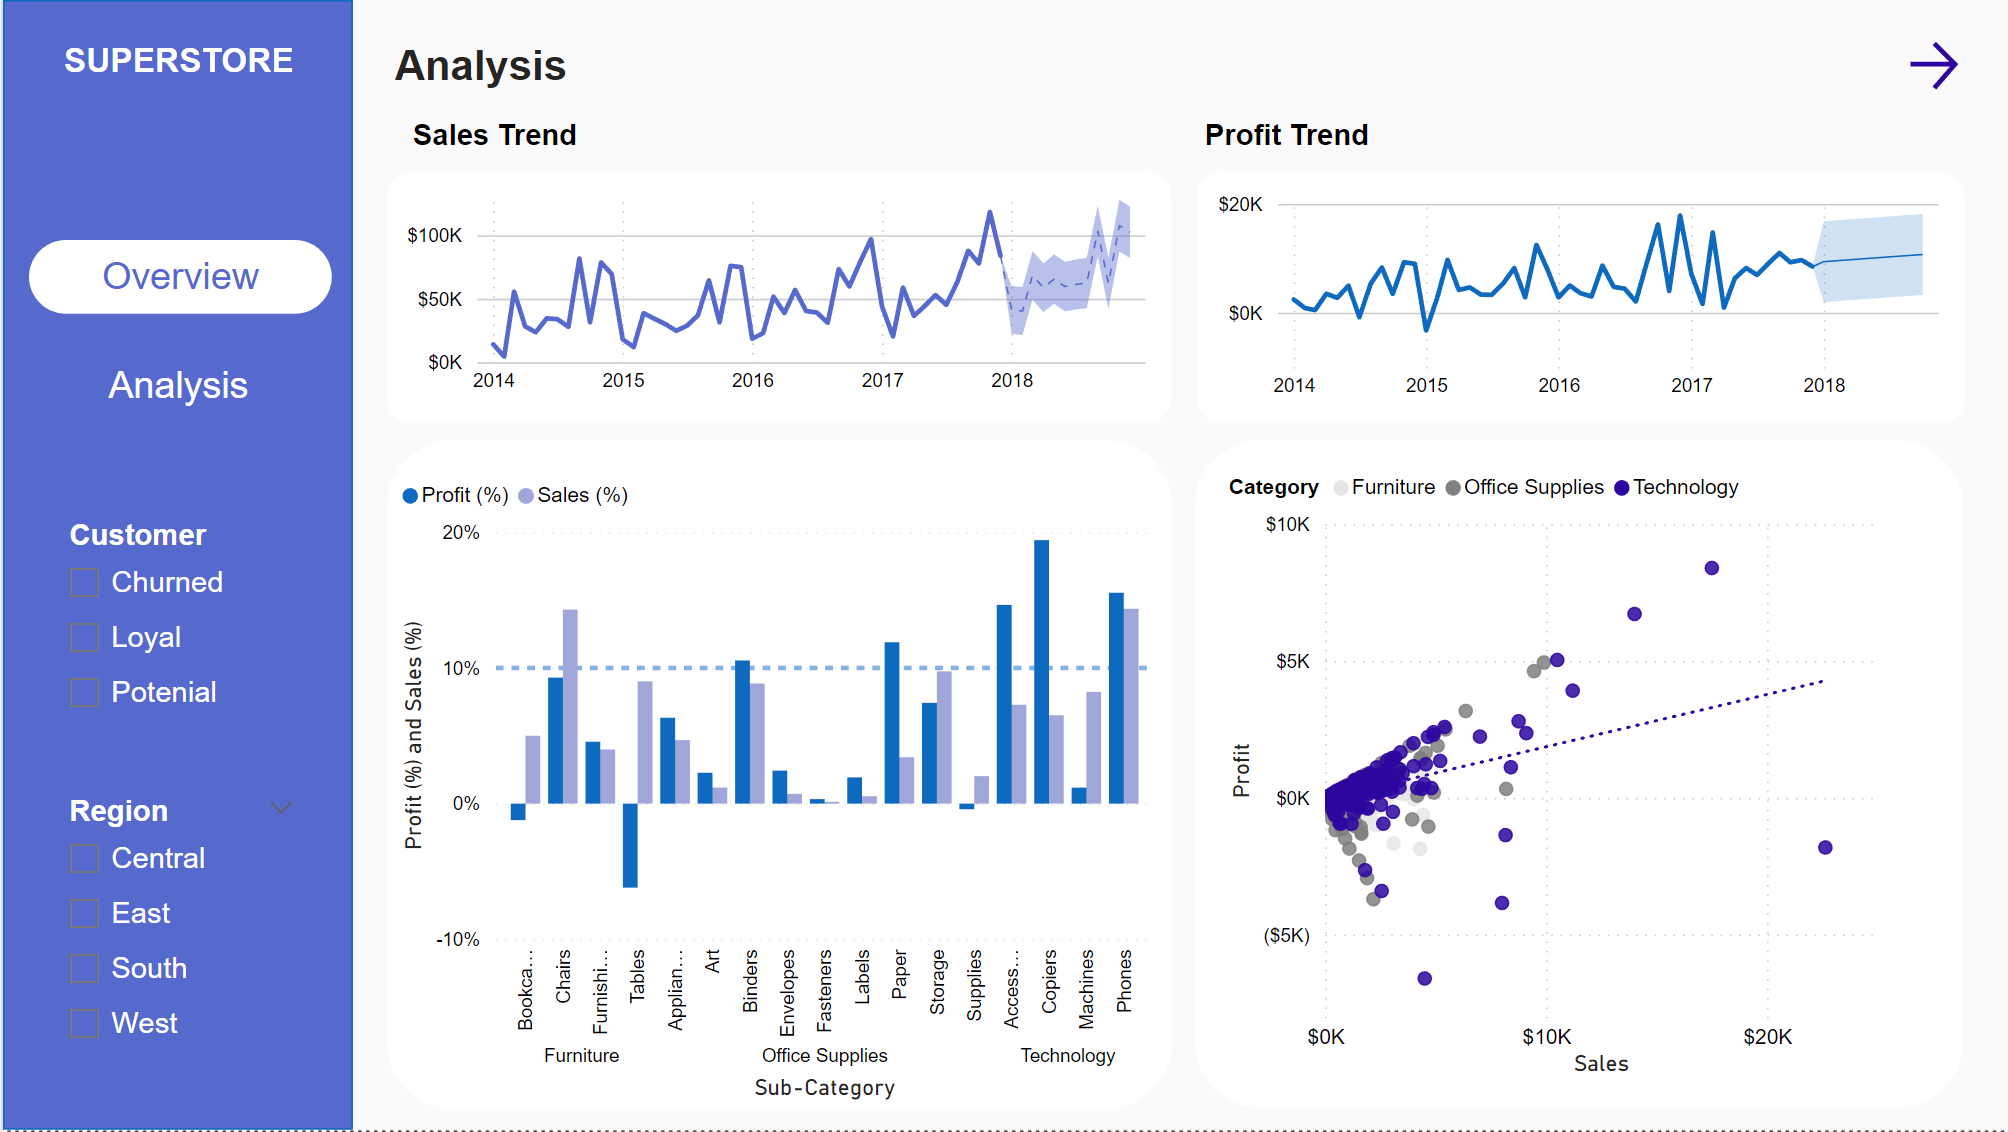 SUPERSTORE
Overview
Analysis
Customer
Churned
Loyal
Potenial
Region
Central
East
South
West
Analysis
Sales Trend
$100K
$50K
$0K
2014 2015 2016 2017 2018
Profit Trend
$20K
$0K
2014 2015 2016 2017 2018
Profit (%) Sales (%)
Profit (%) and Sales (%)
20%
10%
0%
-10%
Bookca…
Chairs
Furnishi…
Tables
Applian…
Art
Binders
Envelopes
Fasteners
Labels
Paper
Storage
Supplies
Access…
Copiers
Machines
Phones
Furniture Office Supplies Technology
Sub-Category
Category Furniture Office Supplies Technology
Profit
$10K
$5K
$0K
($5K)
$0K $10K $20K
Sales